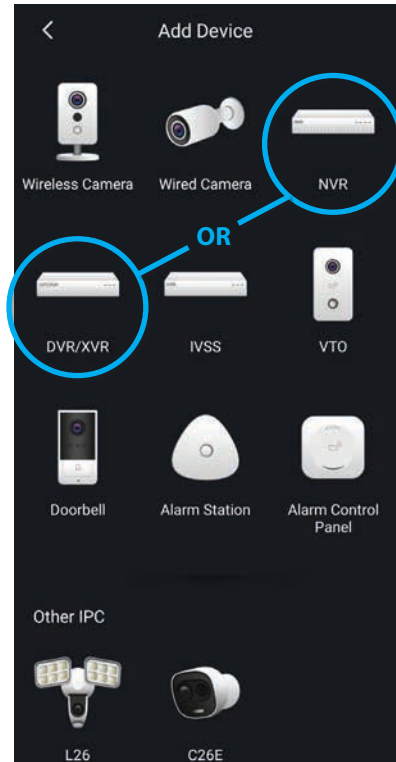 Add Device
Wireless Camera
Wired Camera
NVR
OR
DVR/XVR
IVSS
VTO
Doorbell
Alarm Station
Alarm Control
Panel
Other IPC
L26
C26E